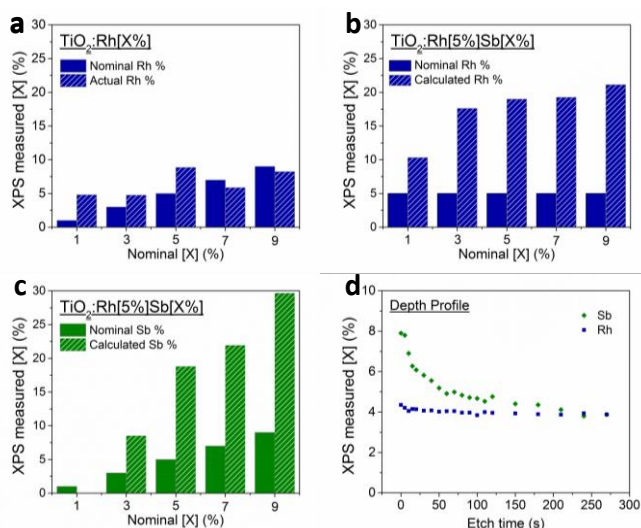 a
TiO2:Rh[X%]
Nominal Rh %
Actual Rh %
XPS measured [X] (%)
30
25
20
15
10
5
0
1 3 5 7 9
Nominal [X] (%)
b
TiO2:Rh[5%]Sb[X%]
Nominal Rh %
Calculated Rh %
XPS measured [X] (%)
30
25
20
15
10
5
0
1 3 5 7 9
Nominal [X] (%)
c
TiO2:Rh[5%]Sb[X%]
Nominal Sb %
Calculated Sb %
XPS measured [X] (%)
30
25
20
15
10
5
0
1 3 5 7 9
Nominal [X] (%)
d
Depth Profile
Sb
Rh
XPS measured [X] (%)
10
8
6
4
2
0
0 50 100 150 200 250 300
Etch time (s)